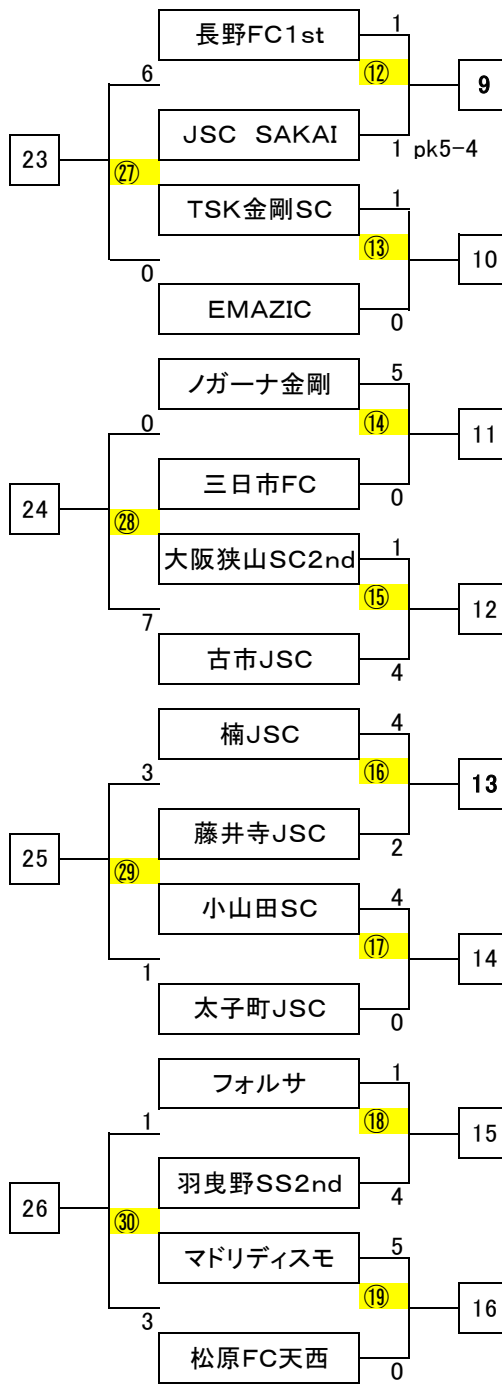 長野FC1st
1
⑫
6
9
JSC SAKAI
1 pk5-4
23
㉗
TSK金剛SC
1
⑬
10
0
EMAZIC
0
ノガーナ金剛
5
⑭
0
11
三日市FC
0
24
㉘
大阪狭山SC2nd
1
⑮
12
7
古市JSC
4
楠JSC
4
⑯
3
13
藤井寺JSC
2
25
㉙
小山田SC
4
⑰
14
1
太子町JSC
0
フォルサ
1
⑱
1
15
羽曳野SS2nd
4
26
㉚
マドリディスモ
5
⑲
16
3
松原FC天西
0